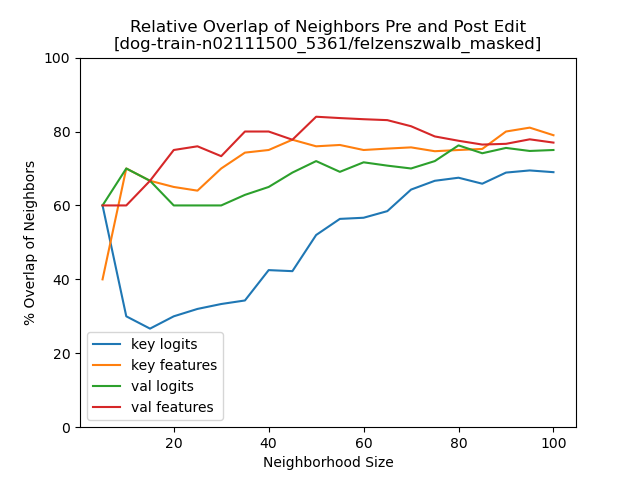 Relative Overlap of Neighbors Pre and Post Edit
[dog-train-n02111500_5361/felzenszwalb_masked]
100
80
60
40
20
0
% Overlap of Neighbors
key logits
key features
val logits
val features
20 40 60 80 100
Neighborhood Size